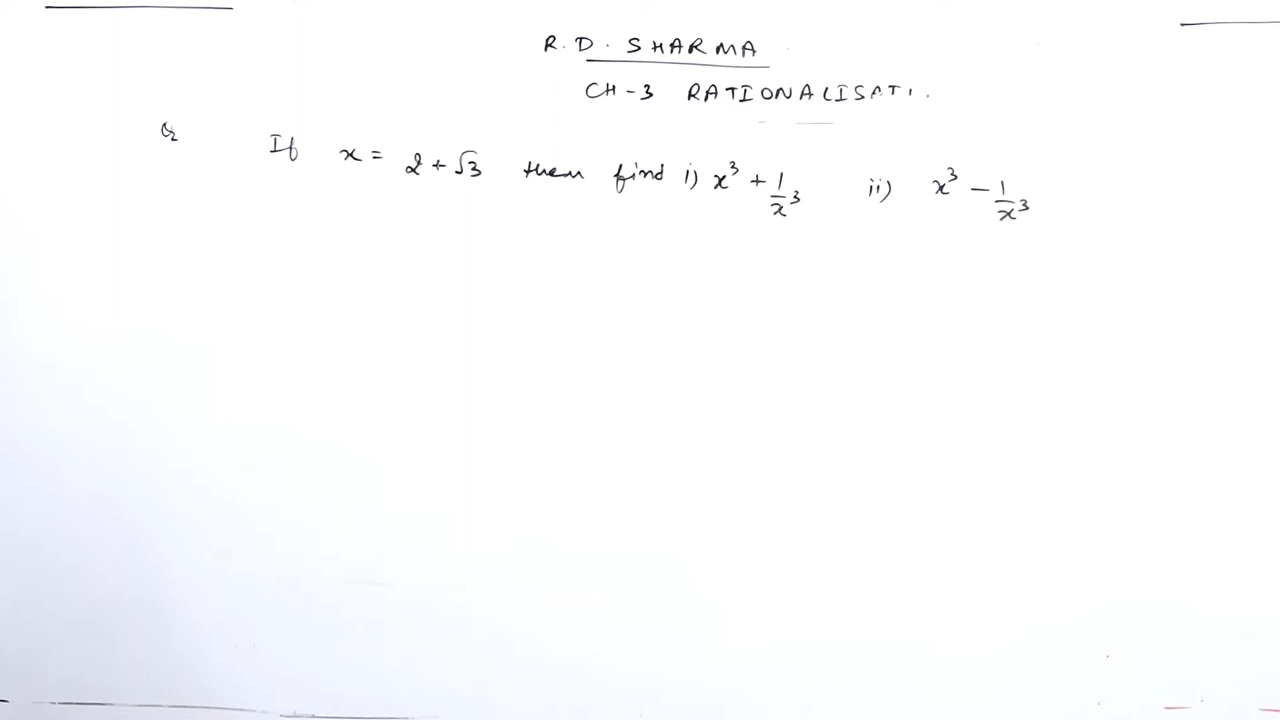 R. D. SHARMA
CH-3 RATIONALISATI.
Q If x = 2 + √3 then find i) x³ + 1/x³ ii) x³ - 1/x³